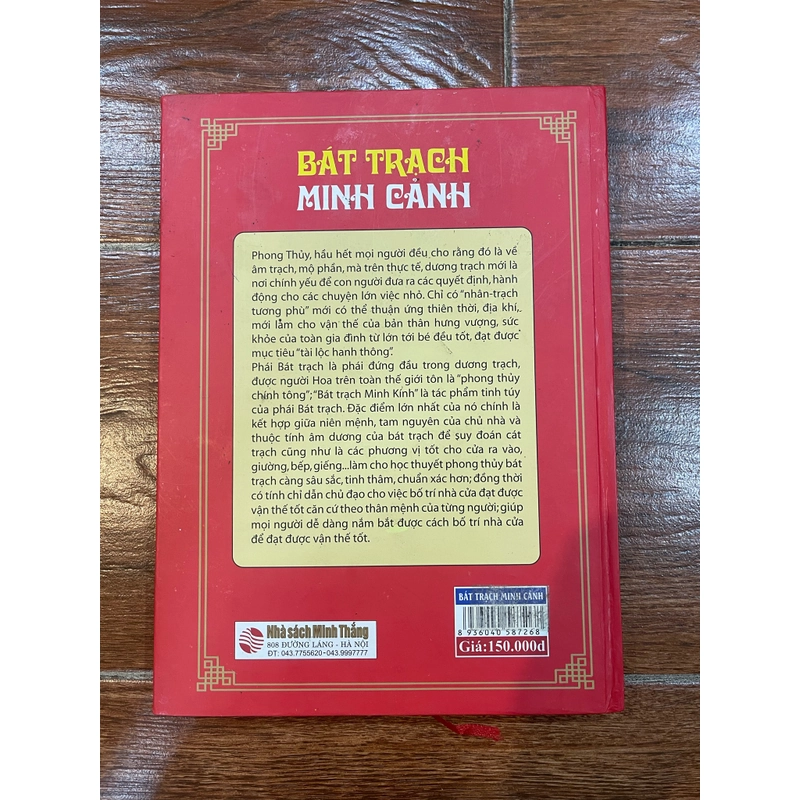 BÁT TRẠCH
MINH CẢNH
Phong Thủy, hầu hết mọi người đều cho rằng đó là về
âm trạch, mộ phần, mà trên thực tế, dương trạch mới là
nơi chính yếu để con người đưa ra các quyết định, hành
động cho các chuyện lớn việc nhỏ. Chỉ có "nhân-trạch
tương phù" mới có thể thuận ứng thiên thời, địa khí,
mới làm cho vận thế của bản thân hưng vượng, sức
khỏe của toàn gia đình từ lớn tới bé đều tốt, đạt được
mục tiêu "tài lộc hanh thông".
Phái Bát trạch là phái đứng đầu trong dương trạch,
được người Hoa trên toàn thế giới tôn là "phong thủy
chính tông"; "Bát trạch Minh Kính" là tác phẩm tinh túy
của phái Bát trạch. Đặc điểm lớn nhất của nó chính là
kết hợp giữa niên mệnh, tam nguyên của chủ nhà và
thuộc tính âm dương của bát trạch để suy đoán cát
trạch cũng như là các phương vị tốt cho cửa ra vào,
giường, bếp, giếng...làm cho học thuyết phong thủy bát
trạch càng sâu sắc, tinh thâm, chuẩn xác hơn; đồng thời
có tính chỉ dẫn chủ đạo cho việc bố trí nhà cửa đạt được
vận thế tốt căn cứ theo thân mệnh của từng người; giúp
mọi người dễ dàng nắm bắt được cách bố trí nhà cửa
để đạt được vận thế tốt.
Nhà sách Minh Thắng
808 ĐƯỜNG LÁNG - HÀ NỘI
ĐT: 043.7755620-043.9997777
BÁT TRẠCH MINH CẢNH
8 936040 587268
Giá:150.000đ